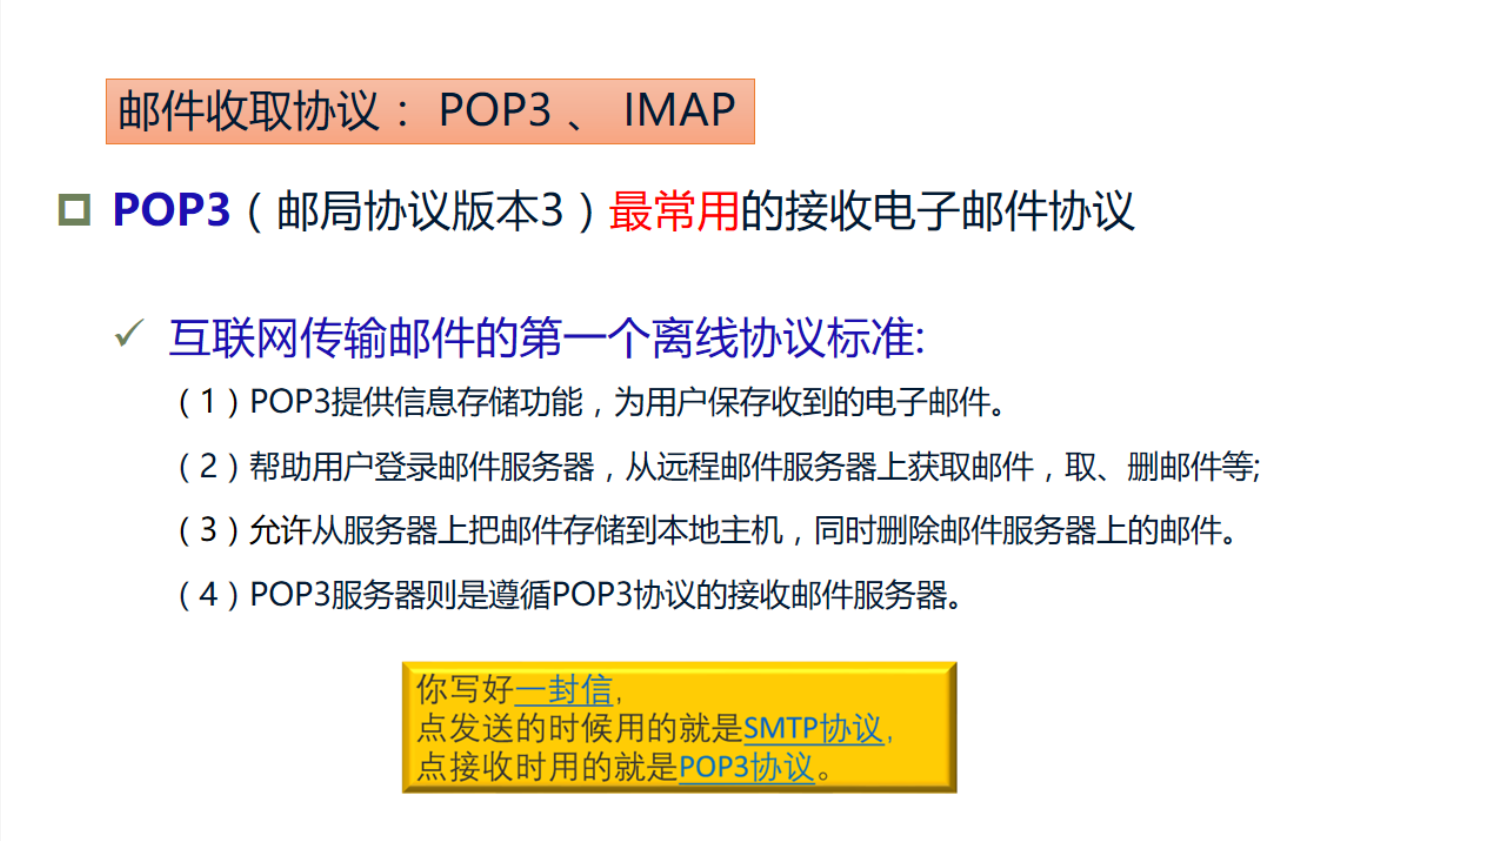 邮件收取协议： POP3 、 IMAP
POP3（邮局协议版本3）最常用的接收电子邮件协议
互联网传输邮件的第一个离线协议标准:
（1）POP3提供信息存储功能，为用户保存收到的电子邮件。
（2）帮助用户登录邮件服务器，从远程邮件服务器上获取邮件，取、删邮件等;
（3）允许从服务器上把邮件存储到本地主机，同时删除邮件服务器上的邮件。
（4）POP3服务器则是遵循POP3协议的接收邮件服务器。
你写好一封信,
点发送的时候用的就是SMTP协议,
点接收时用的就是POP3协议。